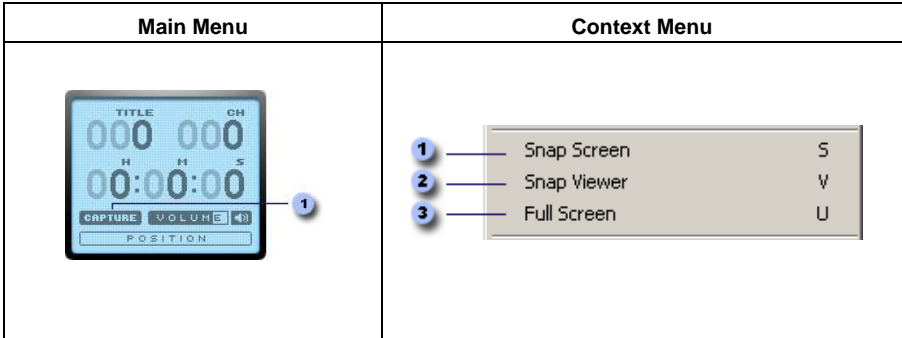 Main Menu
Context Menu
TITLE CH
000 000
H M S
00:00:00
CAPTURE VOLUME
POSITION
1
1 Snap Screen S
2 Snap Viewer V
3 Full Screen U